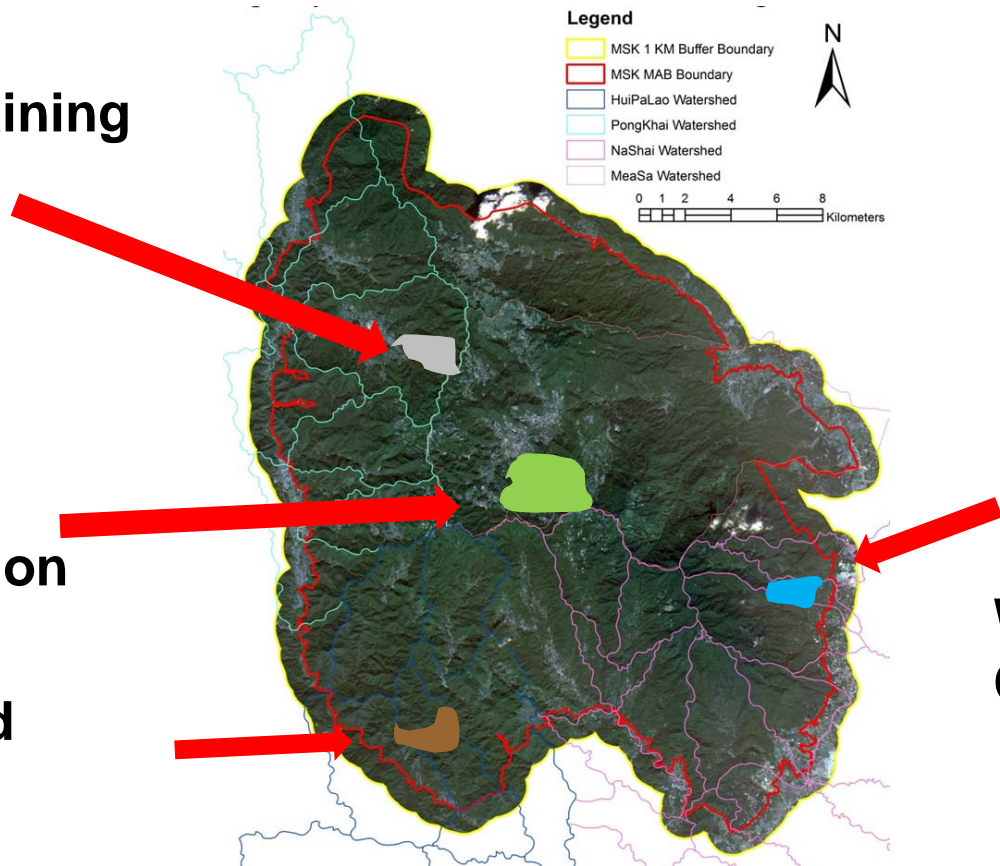 Legend
MSK 1 KM Buffer Boundary
MSK MAB Boundary
HuiPaLao Watershed
PongKhai Watershed
NaShai Watershed
MeaSa Watershed
N
0 1 2 4 6 8
Kilometers
ining
on
d